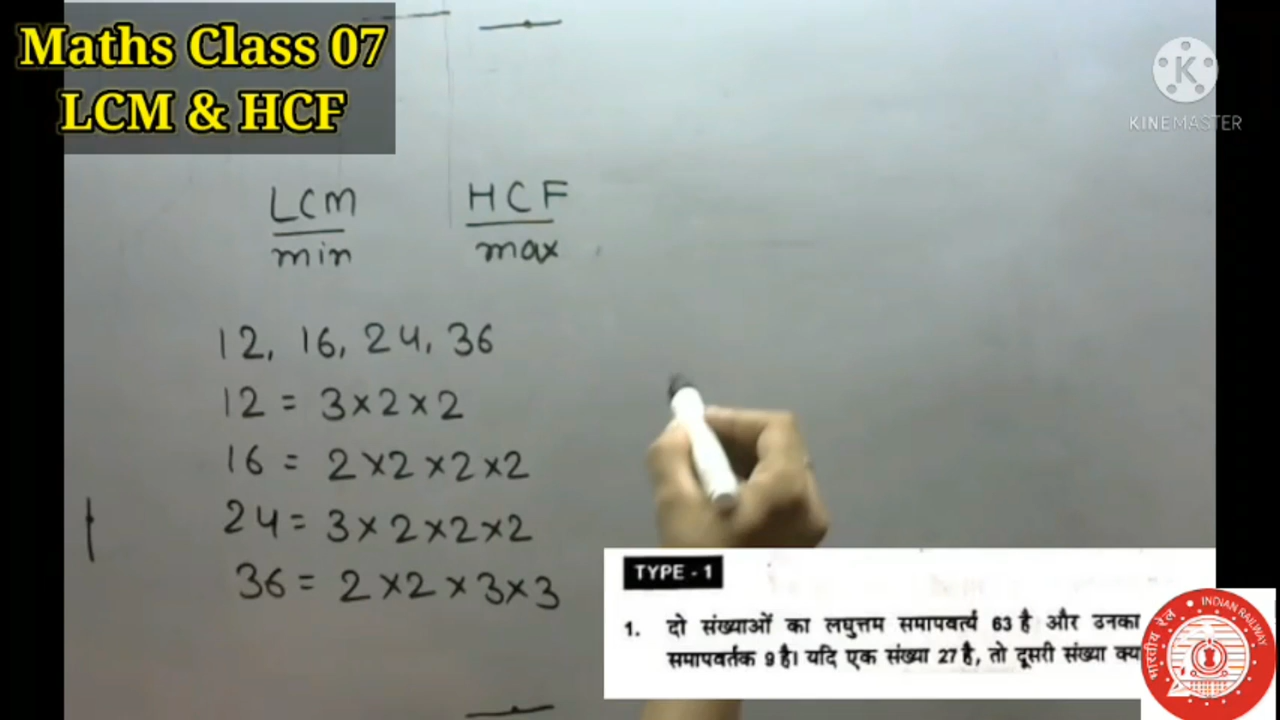 Maths Class 07
LCM & HCF
KINEMASTER
LCM HCF
min max
12, 16, 24, 36
12 = 3×2×2
16 = 2×2×2×2
24 = 3×2×2×2
36 = 2×2×3×3
TYPE - 1
1. दो संख्याओं का लघुत्तम समापवर्त्य 63 है और उनका
समापवर्तक 9 है। यदि एक संख्या 27 है, तो दूसरी संख्या क्य
भारतीय रेल INDIAN RAILWAY